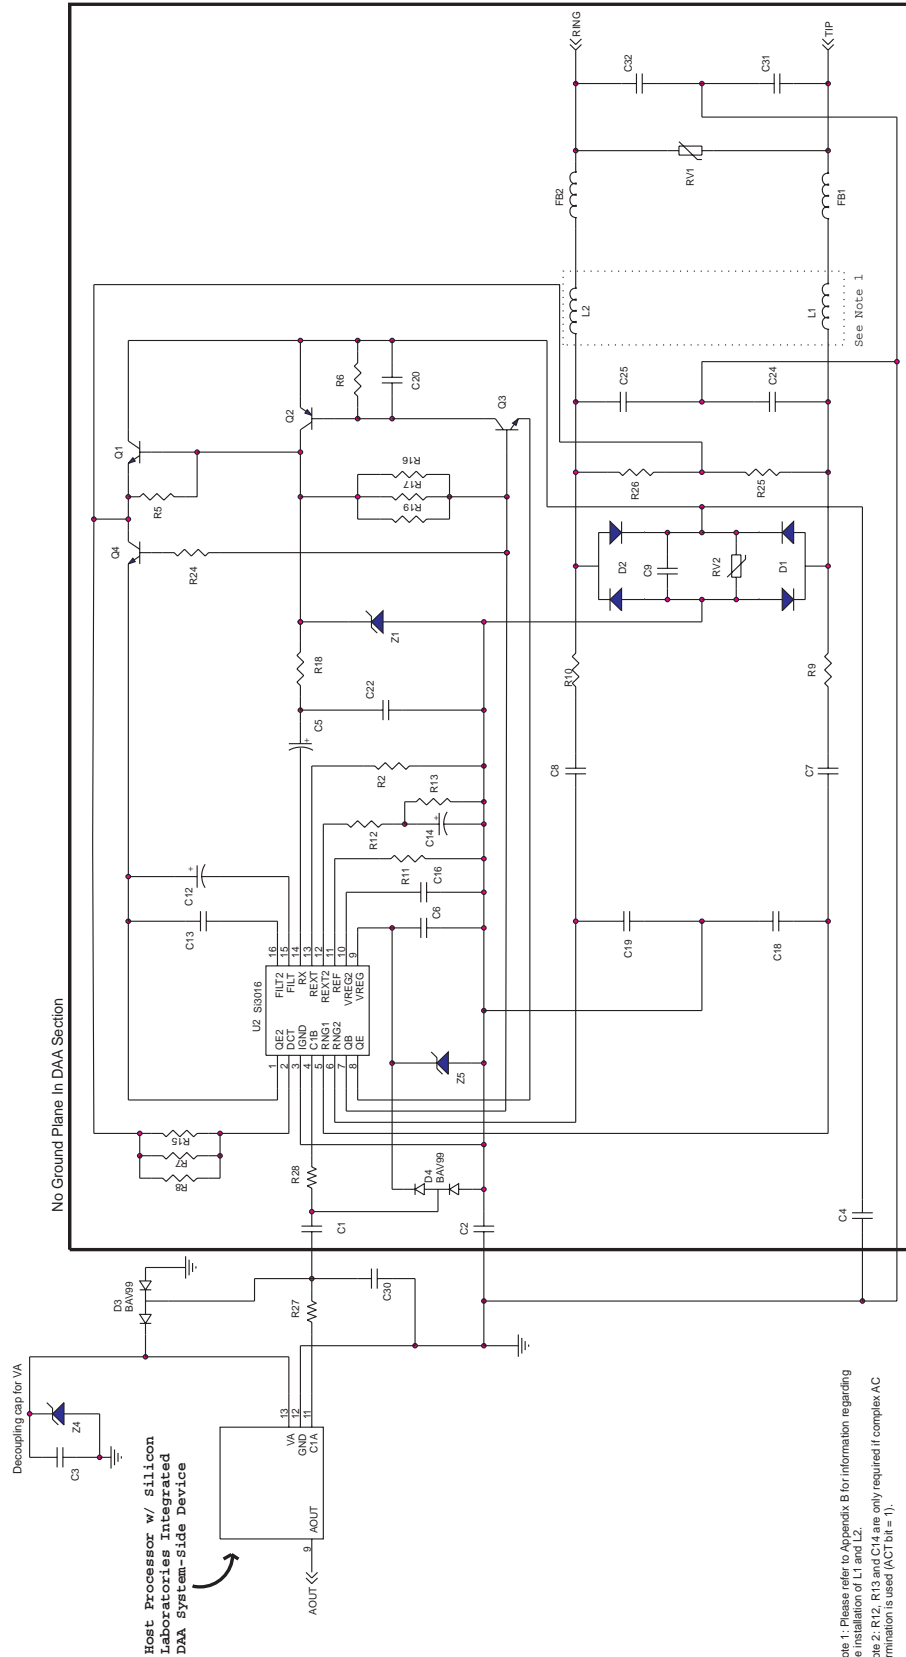 No Ground Plane In DAA Section
Decoupling cap for VA
Host Processor w/ Silicon
Laboratories Integrated
DAA System-Side Device
C3
Z4
D3
BAV99
VA
GND
C1A
AOUT
13
12
11
9
AOUT
R27
C30
C1
C2
C4
R28
D4
BAV99
R8
R7
R15
U2 Si3016
QE2
DCT
IGND
C1B
RNG1
RNG2
QB
QE
1
2
3
4
5
6
7
8
FILT2
FILT
RX
REXT
REXT2
REF
VREG2
VREG
16
15
14
13
12
11
10
9
Z5
C13
C12
+
C6
C16
R11
R12
C14
+
R13
R2
C5
+
C22
R18
Z1
Q4
R24
R5
Q1
R19
R17
R16
Q2
R6
C20
Q3
C19
C18
C8
C7
R10
R9
D2
C9
RV2
D1
R26
R25
C25
C24
L2
L1
See Note 1
FB2
FB1
RV1
C32
C31
RING
TIP
ote 1: Please refer to Appendix B for information regarding
e installation of L1 and L2.
ote 2: R12, R13 and C14 are only required if complex AC
rmination is used (ACT bit = 1).